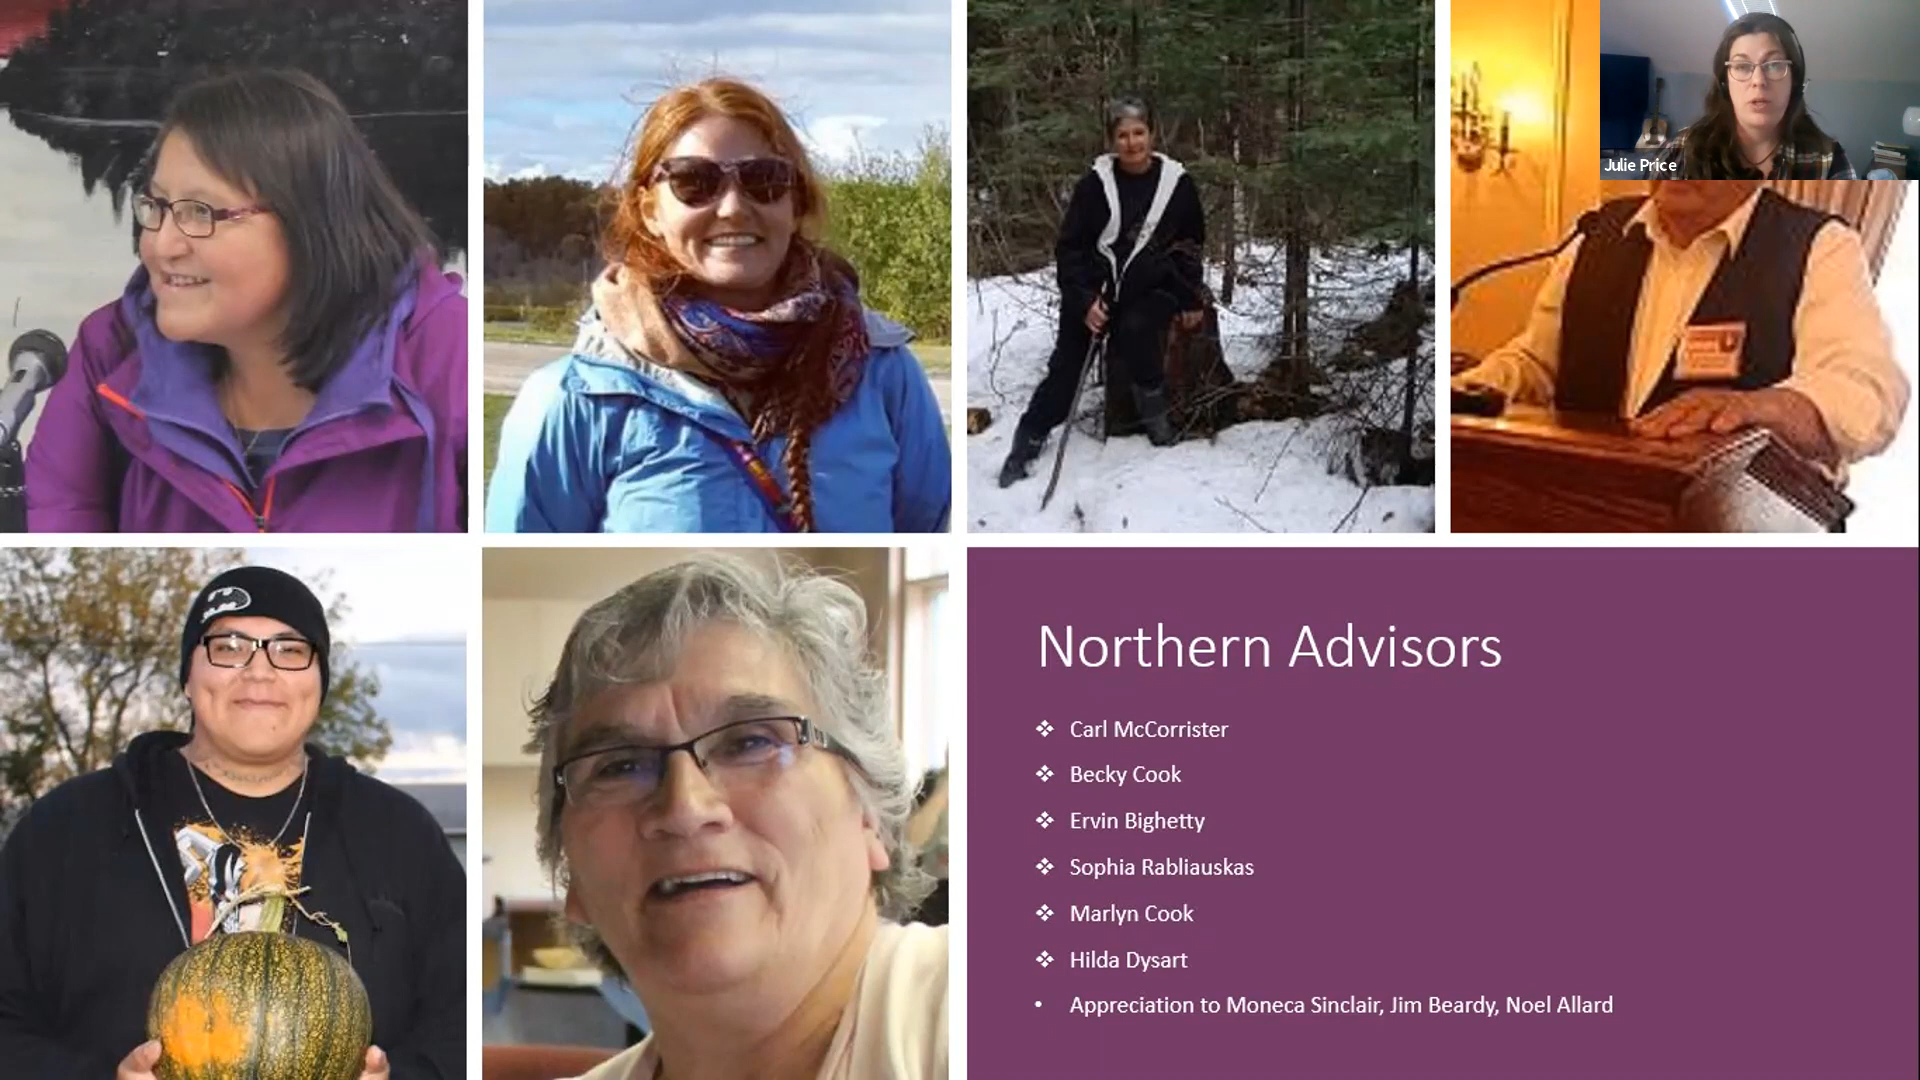 Julie Price
Northern Advisors
❖ Carl McCorrister
❖ Becky Cook
❖ Ervin Bighetty
❖ Sophia Rabliauskas
❖ Marlyn Cook
❖ Hilda Dysart
• Appreciation to Moneca Sinclair, Jim Beardy, Noel Allard